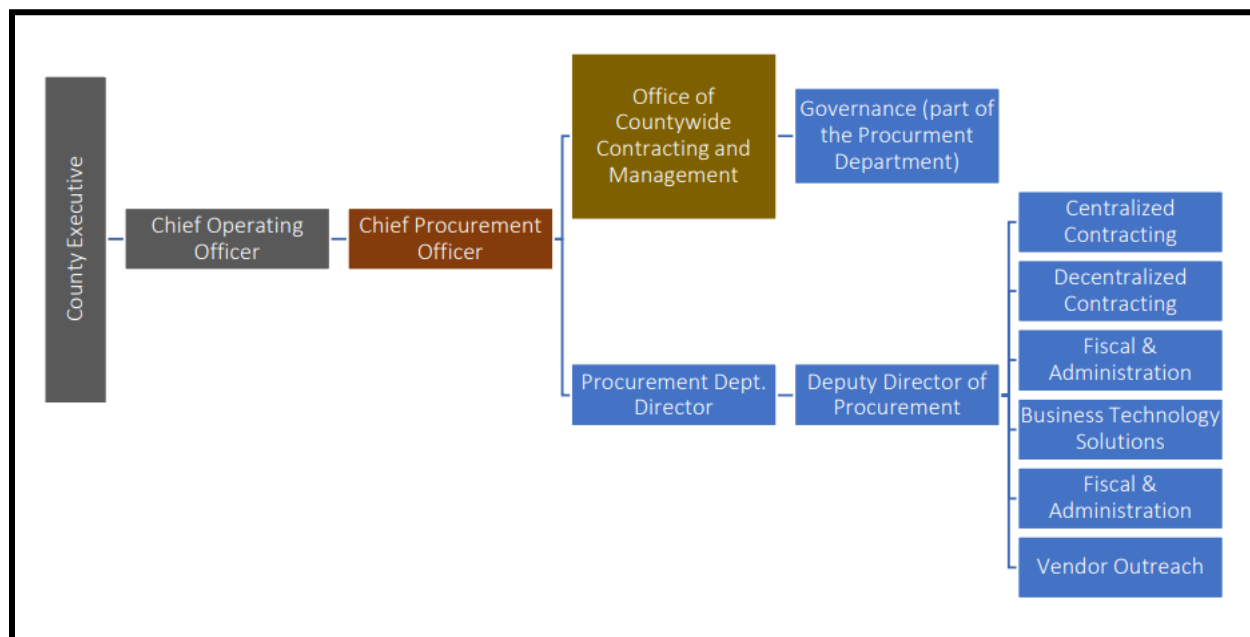 County Executive
Chief Operating
Officer
Chief Procurement
Officer
Office of
Countywide
Contracting and
Management
Governance (part of
the Procurment
Department)
Procurement Dept.
Director
Deputy Director of
Procurement
Centralized
Contracting
Decentralized
Contracting
Fiscal &
Administration
Business Technology
Solutions
Fiscal &
Administration
Vendor Outreach